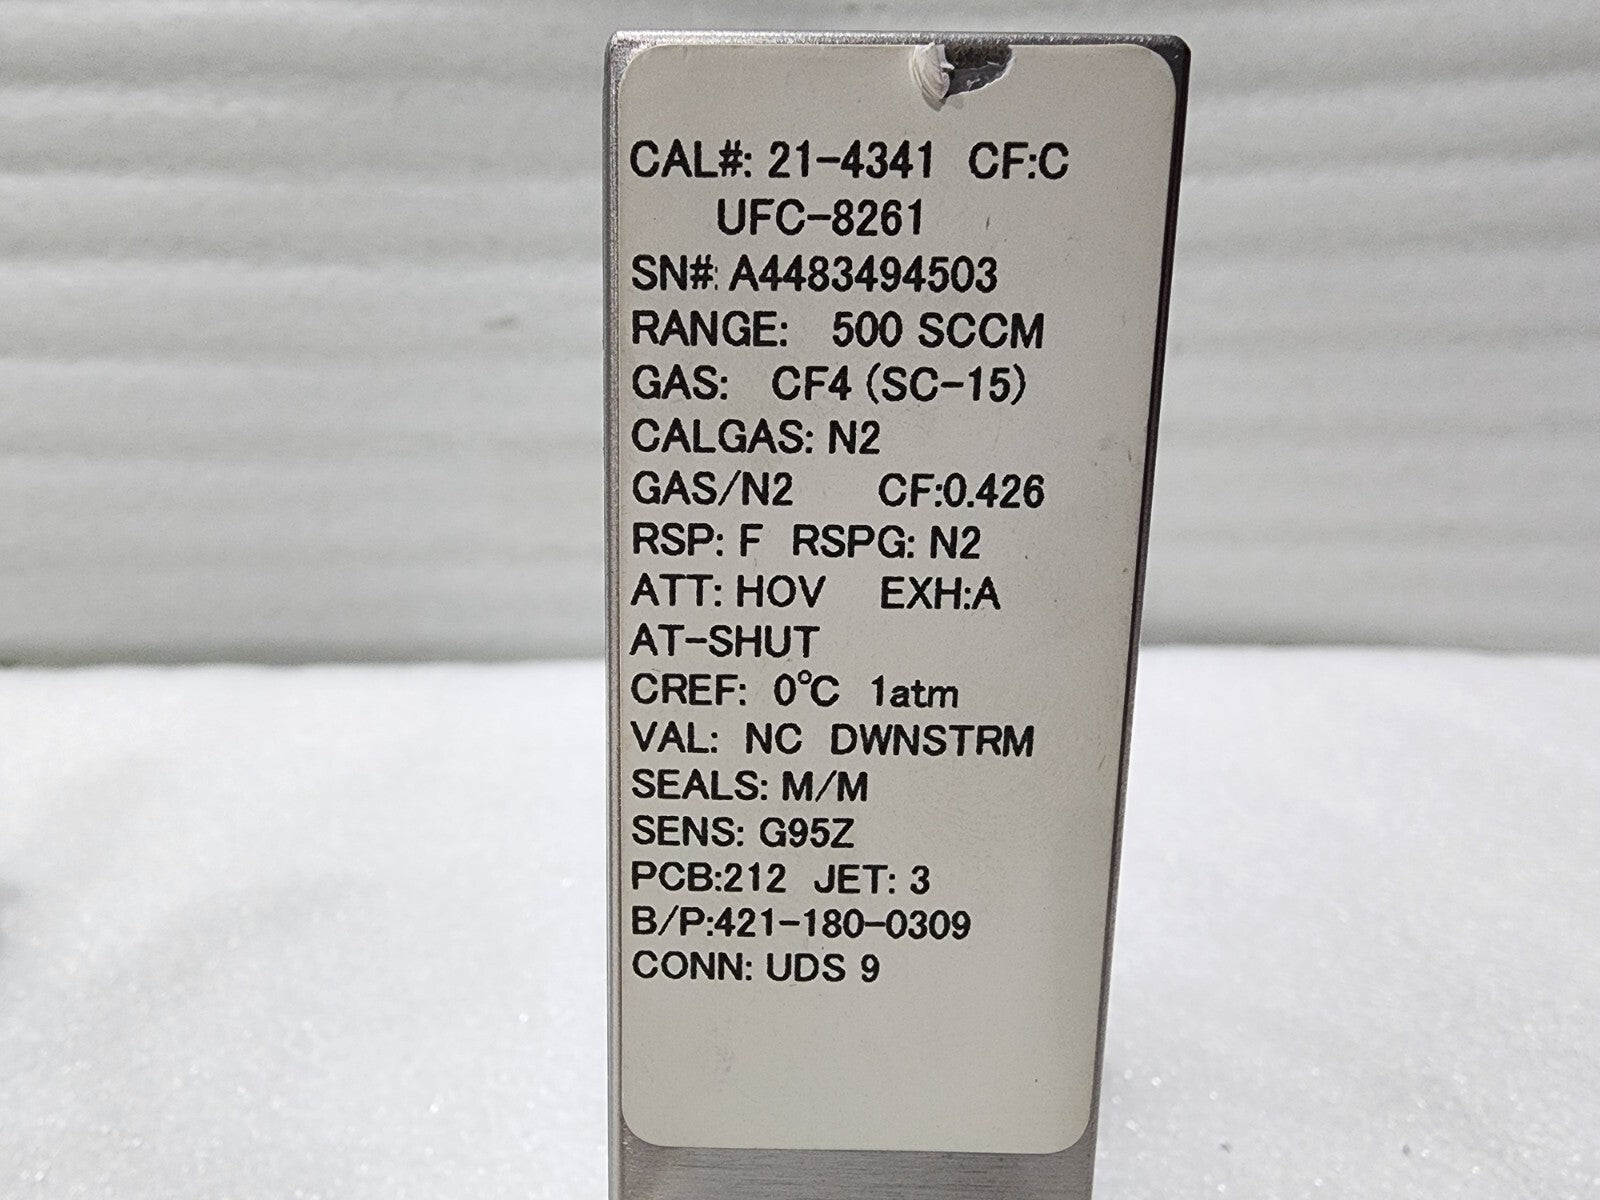 CAL#: 21-4341 CF:C
UFC-8261
SN#: A4483494503
RANGE: 500 SCCM
GAS: CF4 (SC-15)
CALGAS: N2
GAS/N2 CF:0.426
RSP: F RSPG: N2
ATT: HOV EXH:A
AT-SHUT
CREF: 0°C 1atm
VAL: NC DWNSTRM
SEALS: M/M
SENS: G95Z
PCB:212 JET: 3
B/P:421-180-0309
CONN: UDS 9